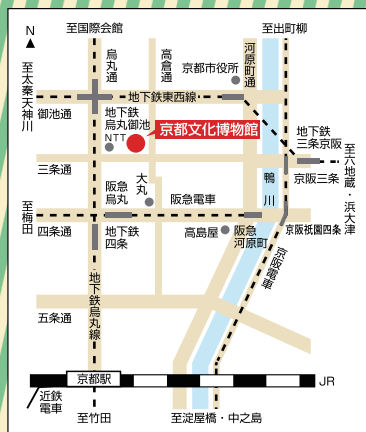 N
至国際会館
至出町柳
烏丸通
高倉通
河原町通
京都市役所
至太秦天神川
地下鉄東西線
御池通
地下鉄
烏丸御池
NTT
京都文化博物館
地下鉄
三条京阪
三条通
鴨川
京阪三条
至六地蔵・浜大津
阪急
烏丸
大丸
阪急電車
至梅田
四条通
地下鉄
四条
高島屋
阪急
河原町
京阪祇園四条
京阪電車
地下鉄烏丸線
五条通
京都駅
JR
近鉄
電車
至竹田
至淀屋橋・中之島